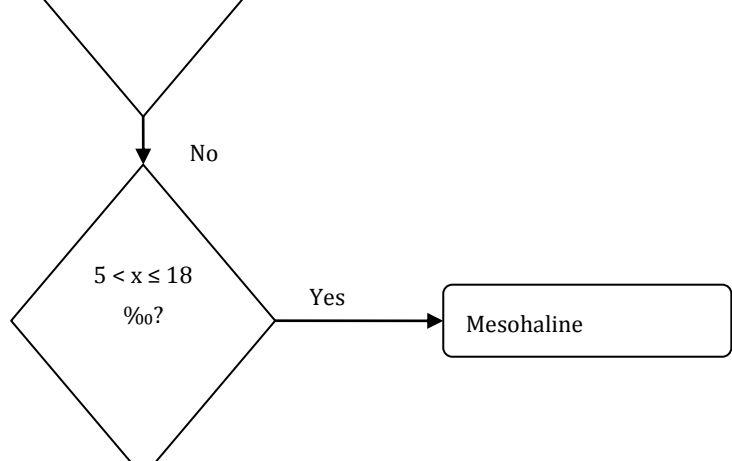 No
5 < x ≤ 18
‰?
Yes
Mesohaline